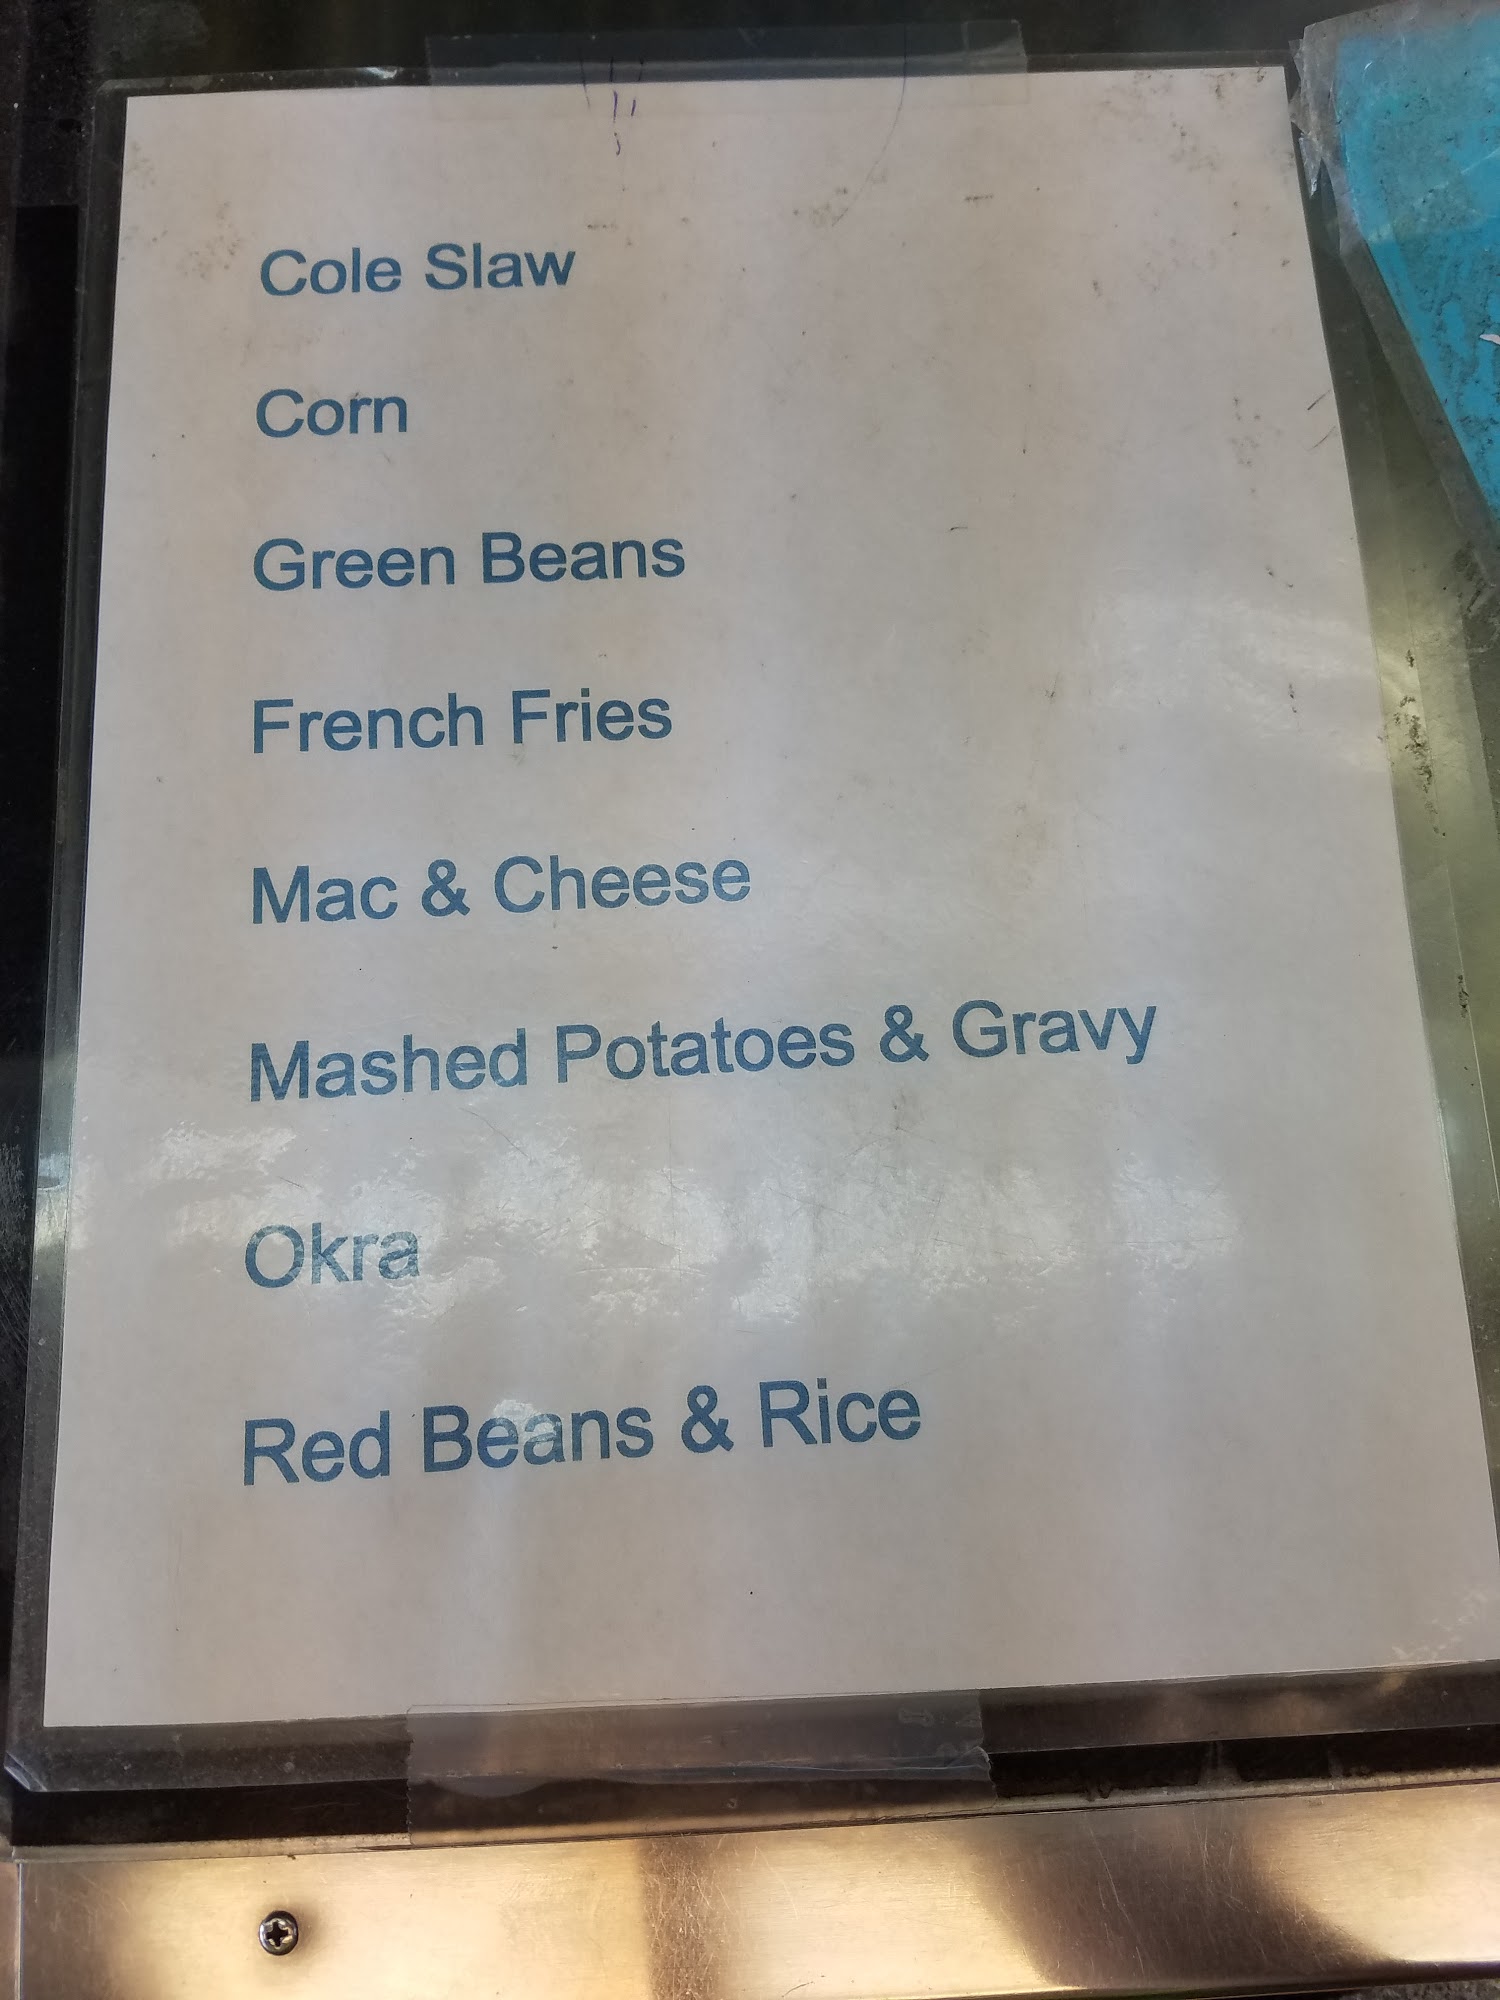 Cole Slaw
Corn
Green Beans
French Fries
Mac & Cheese
Mashed Potatoes & Gravy
Okra
Red Beans & Rice